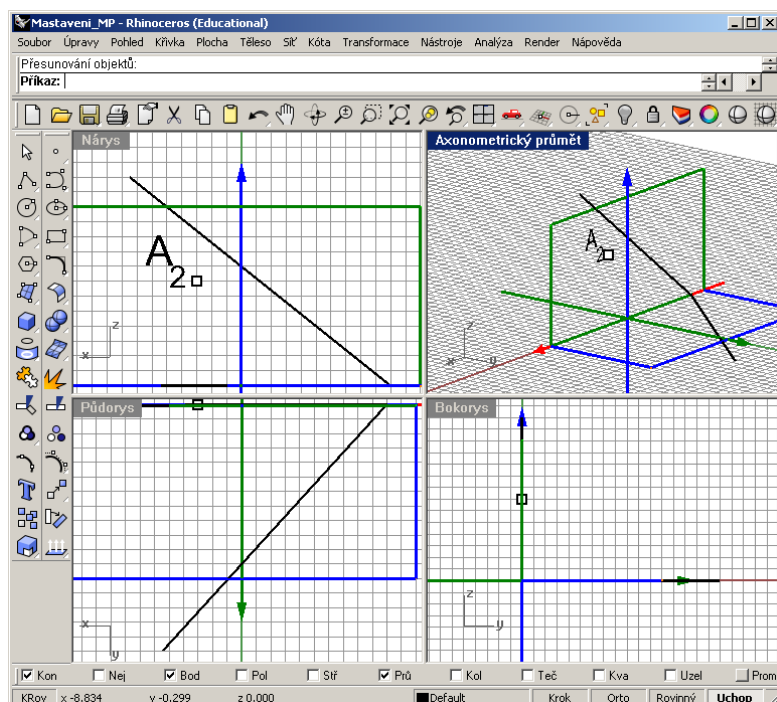 Mastaveni_MP - Rhinoceros (Educational)
Soubor Úpravy Pohled Křivka Plocha Těleso Síť Kóta Transformace Nástroje Analýza Render Nápověda
Přesunování objektů:
Příkaz:
Nárys
Axonometrický průmět
A2
A2
z
x
z
x
y
Půdorys
Bokorys
x
y
z
y
Kon Nej Bod Pol Stř Prů Kol Teč Kva Uzel Prom
KRov x -8.834 y -0.299 z 0.000 Default Krok Orto Rovinný Uchop